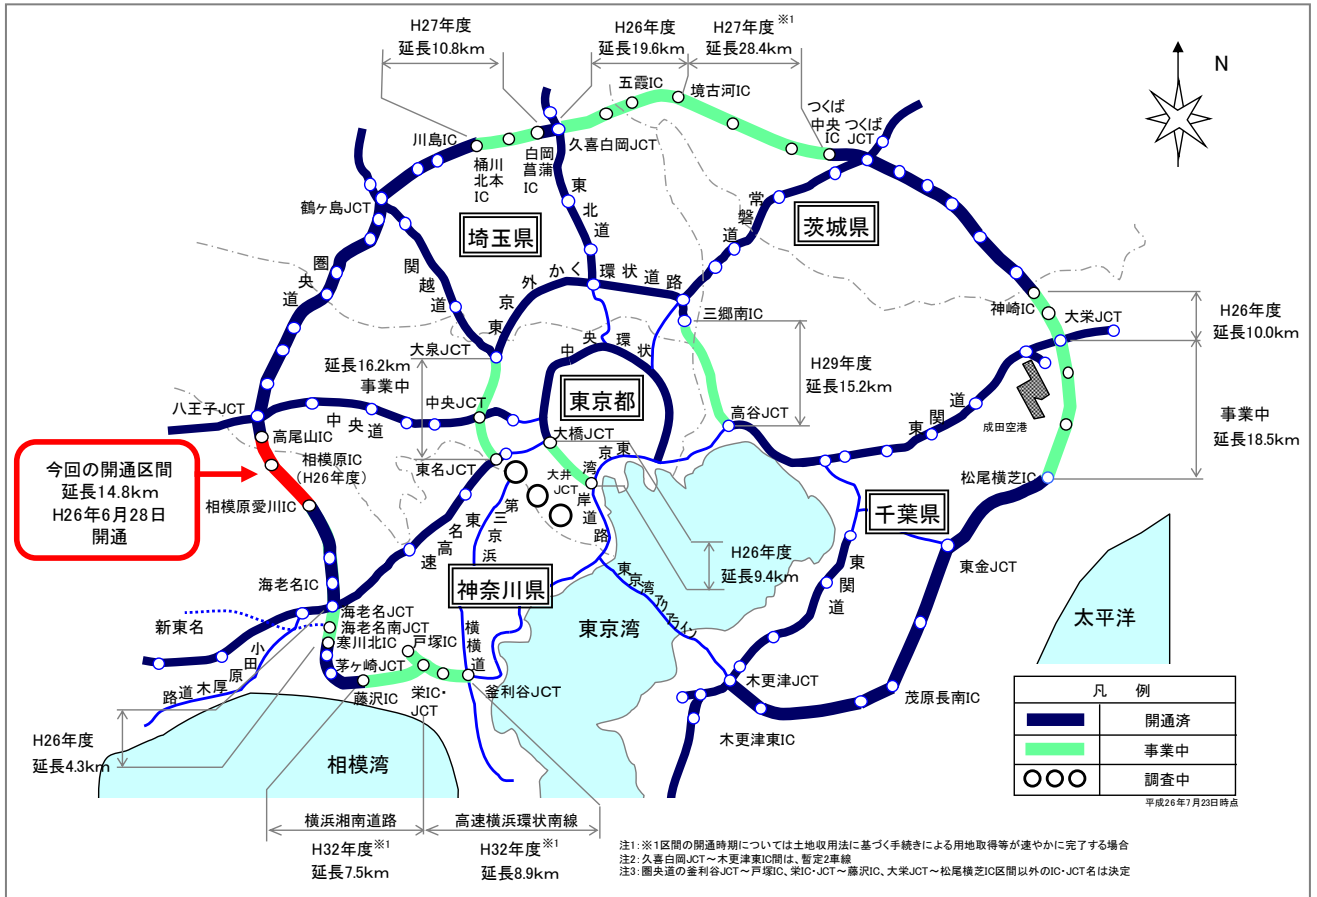 H27年度
延長10.8km
H26年度
延長19.6km
H27年度※1
延長28.4km
N
五霞IC
境古河IC
つくば
中央
IC
つくば
JCT
川島IC
桶川
北本
IC
白岡
菖蒲
IC
久喜白岡JCT
東北道
常磐道
茨城県
鶴ヶ島JCT
埼玉県
圏央道
関越道
東京外かく環状道路
三郷南IC
神崎IC
大栄JCT
H26年度
延長10.0km
大泉JCT
延長16.2km
事業中
中央環状
H29年度
延長15.2km
東京都
八王子JCT
中央道
中央JCT
高谷JCT
東関道
成田空港
事業中
延長18.5km
高尾山IC
大橋JCT
今回の開通区間
延長14.8km
H26年6月28日
開通
相模原IC
(H26年度)
東名JCT
大井
JCT
東京湾岸道路
松尾横芝IC
相模原愛川IC
第三京浜
東名高速
千葉県
H26年度
延長9.4km
東関道
東金JCT
海老名IC
神奈川県
東京湾アクアライン
海老名JCT
新東名
海老名南JCT
東京湾
太平洋
寒川北IC
戸塚IC
横横道
小田原厚木道路
茅ヶ崎JCT
木更津JCT
藤沢IC
栄IC・
JCT
釜利谷JCT
茂原長南IC
木更津東IC
H26年度
延長4.3km
相模湾
凡 例
開通済
事業中
調査中
平成26年7月23日時点
横浜湘南道路
高速横浜環状南線
H32年度※1
延長7.5km
H32年度※1
延長8.9km
注1:※1区間の開通時期については土地収用法に基づく手続きによる用地取得等が速やかに完了する場合
注2:久喜白岡JCT～木更津東IC間は、暫定2車線
注3:圏央道の釜利谷JCT～戸塚IC、栄IC・JCT～藤沢IC、大栄JCT～松尾横芝IC区間以外のIC・JCT名は決定